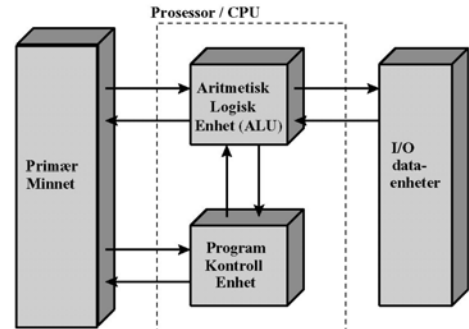 Prosessor / CPU
Primær
Minnet
Aritmetisk
Logisk
Enhet (ALU)
I/O
data-
enheter
Program
Kontroll
Enhet